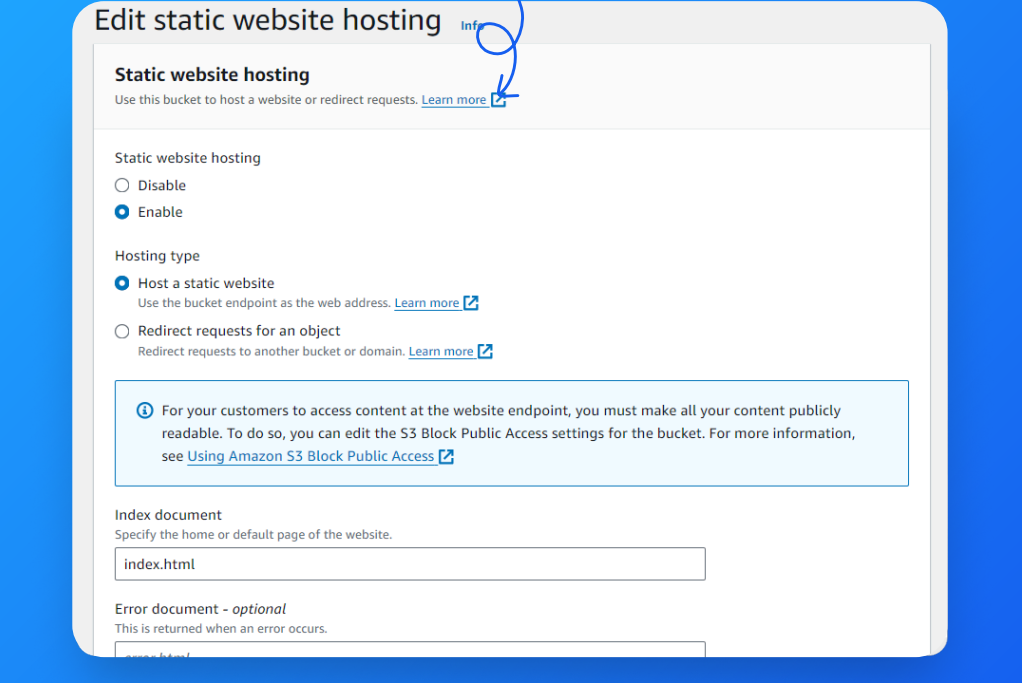 Edit static website hosting Info
Static website hosting
Use this bucket to host a website or redirect requests. Learn more
Static website hosting
Disable
Enable
Hosting type
Host a static website
Use the bucket endpoint as the web address. Learn more
Redirect requests for an object
Redirect requests to another bucket or domain. Learn more
For your customers to access content at the website endpoint, you must make all your content publicly
readable. To do so, you can edit the S3 Block Public Access settings for the bucket. For more information,
see Using Amazon S3 Block Public Access
Index document
Specify the home or default page of the website.
index.html
Error document - optional
This is returned when an error occurs.
error.html